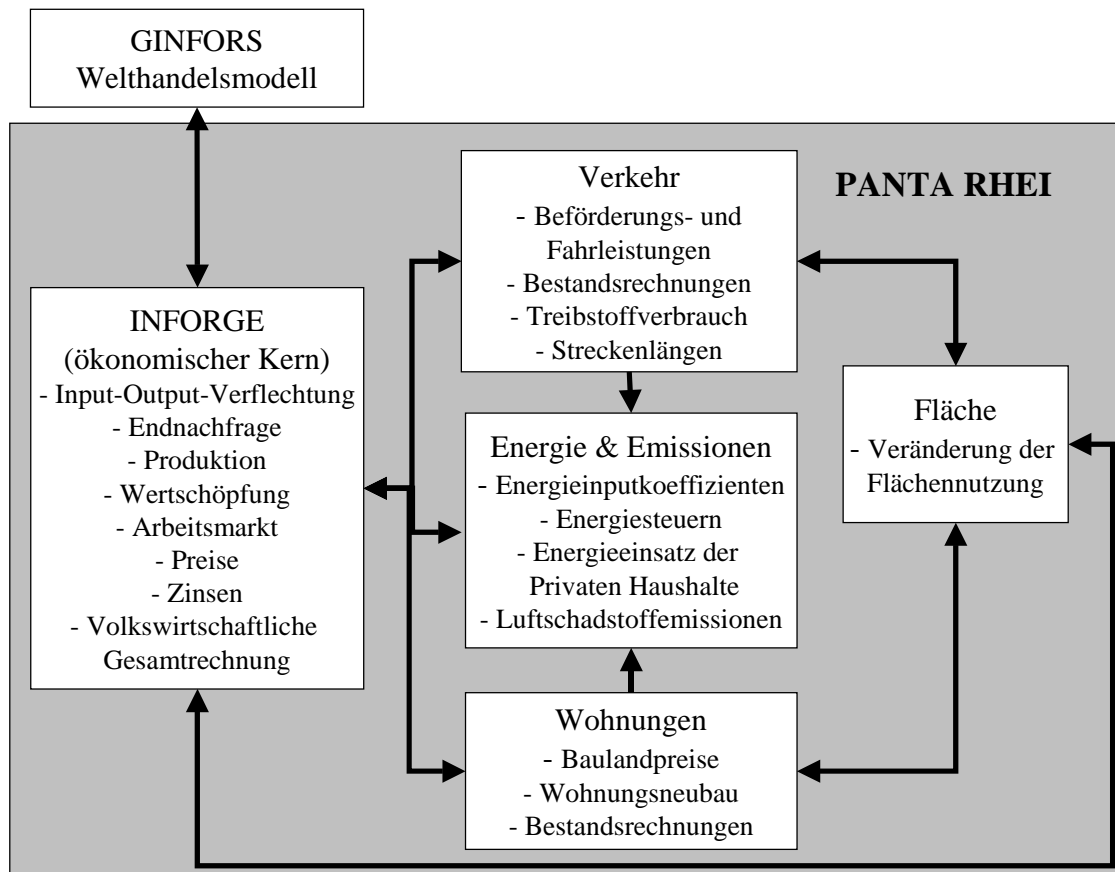 GINFORS
Welthandelsmodell
PANTA RHEI
INFORGE
(ökonomischer Kern)
- Input-Output-Verflechtung
- Endnachfrage
- Produktion
- Wertschöpfung
- Arbeitsmarkt
- Preise
- Zinsen
- Volkswirtschaftliche
Gesamtrechnung
Verkehr
- Beförderungs- und
Fahrleistungen
- Bestandsrechnungen
- Treibstoffverbrauch
- Streckenlängen
Energie & Emissionen
- Energieinputkoeffizienten
- Energiesteuern
- Energieeinsatz der
Privaten Haushalte
- Luftschadstoffemissionen
Wohnungen
- Baulandpreise
- Wohnungsneubau
- Bestandsrechnungen
Fläche
- Veränderung der
Flächennutzung